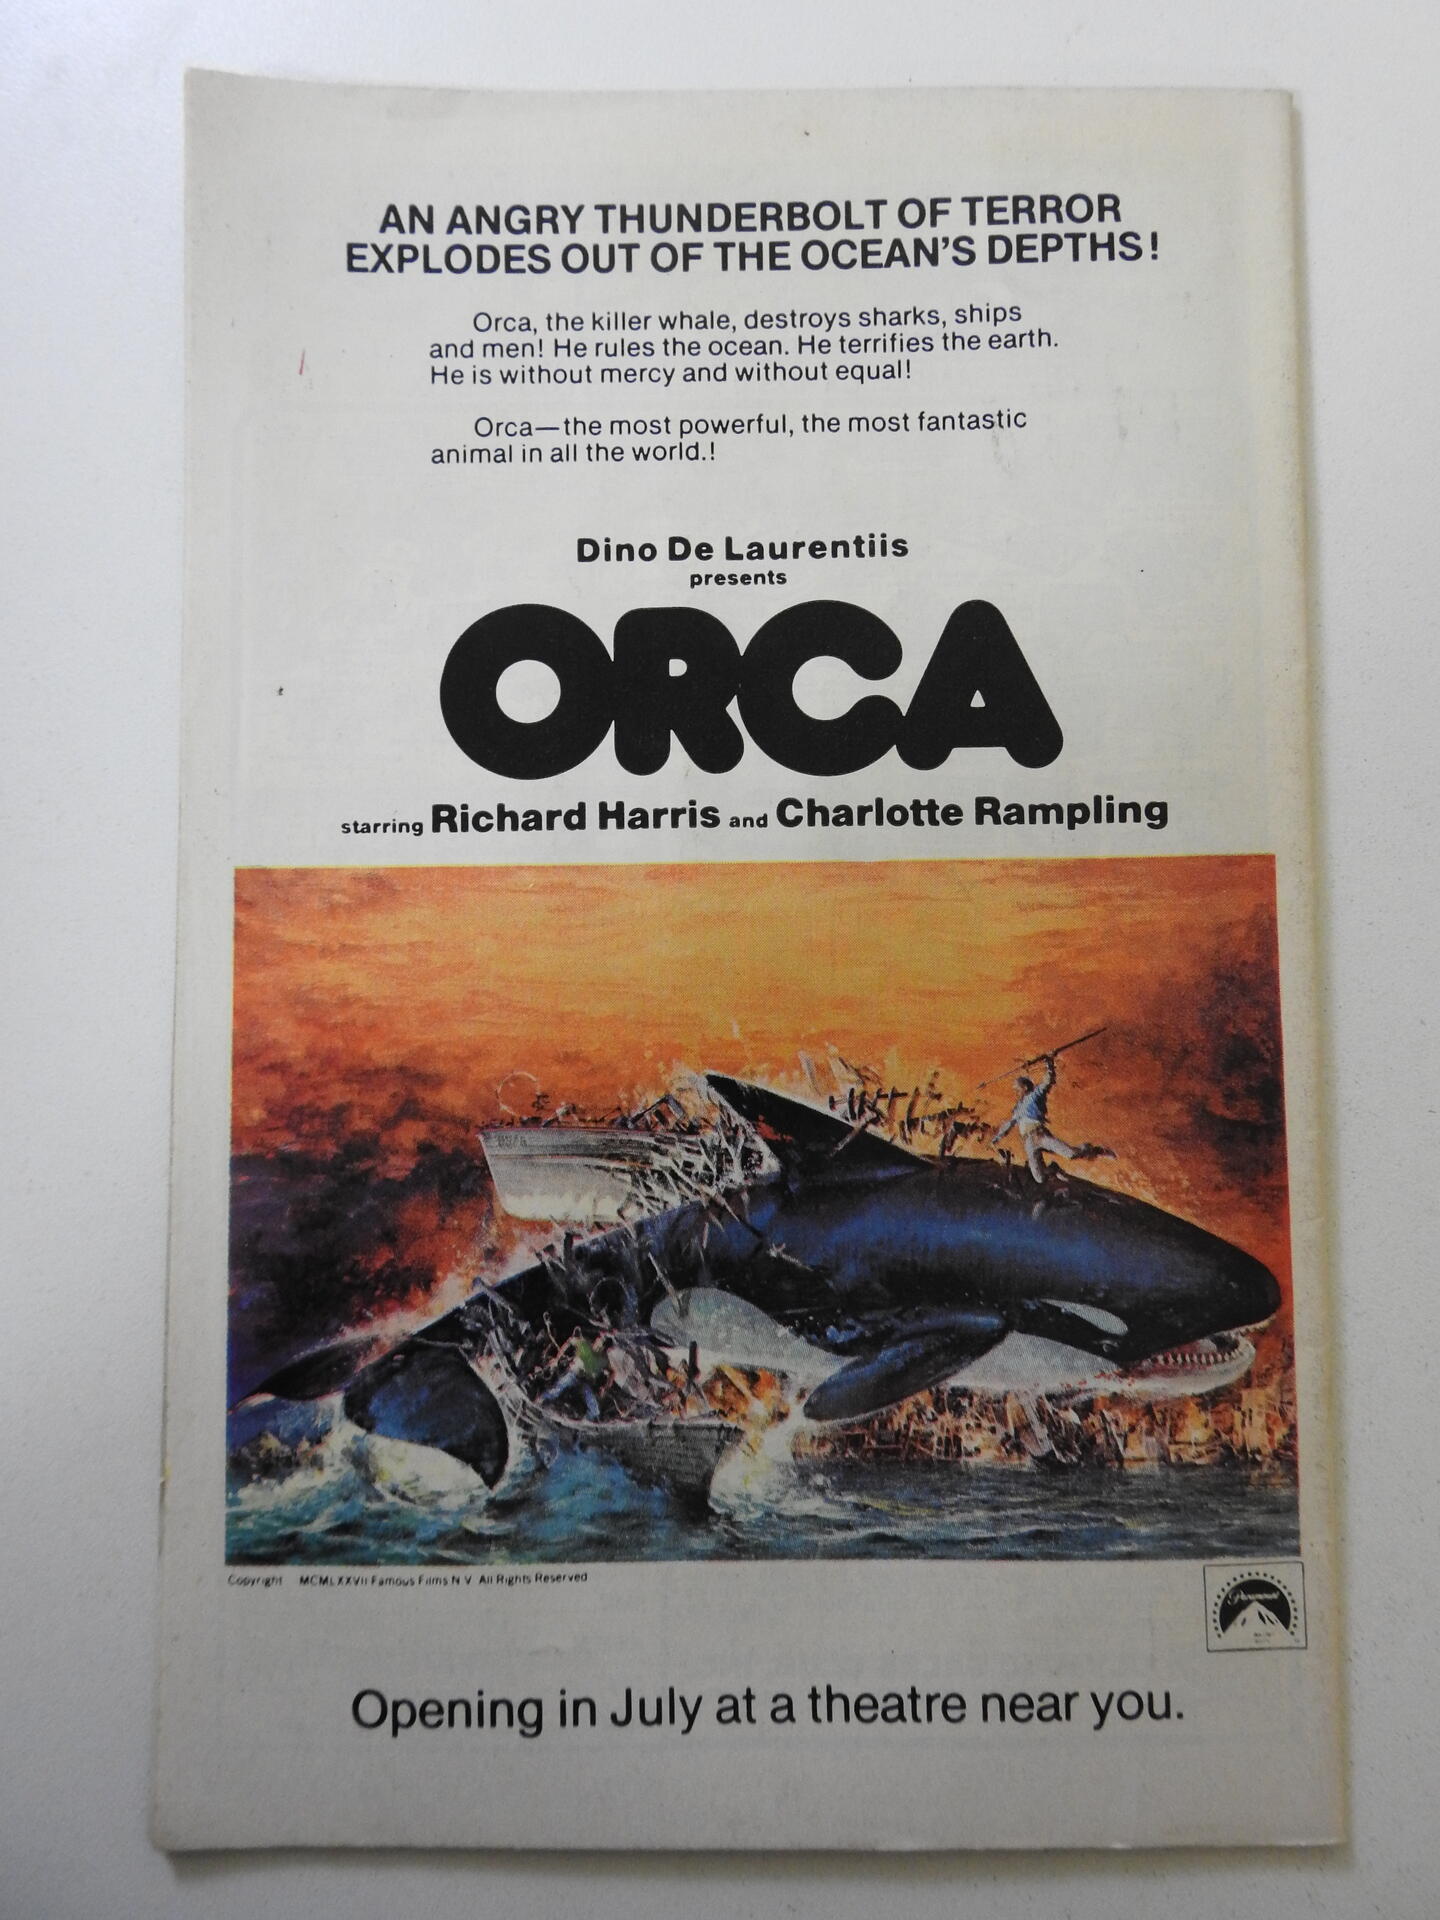 AN ANGRY THUNDERBOLT OF TERROR
EXPLODES OUT OF THE OCEAN'S DEPTHS!
Orca, the killer whale, destroys sharks, ships
and men! He rules the ocean. He terrifies the earth.
He is without mercy and without equal!
Orca—the most powerful, the most fantastic
animal in all the world.!
Dino De Laurentiis
presents
ORCA
starring Richard Harris and Charlotte Rampling
Copyright MCMLXXVII Famous Films N V All Rights Reserved
Paramount
Opening in July at a theatre near you.